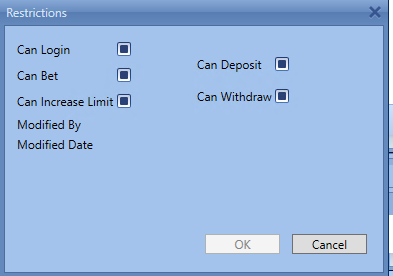 Restrictions
Can Login
Can Bet
Can Increase Limit
Modified By
Modified Date
Can Deposit
Can Withdraw
OK
Cancel